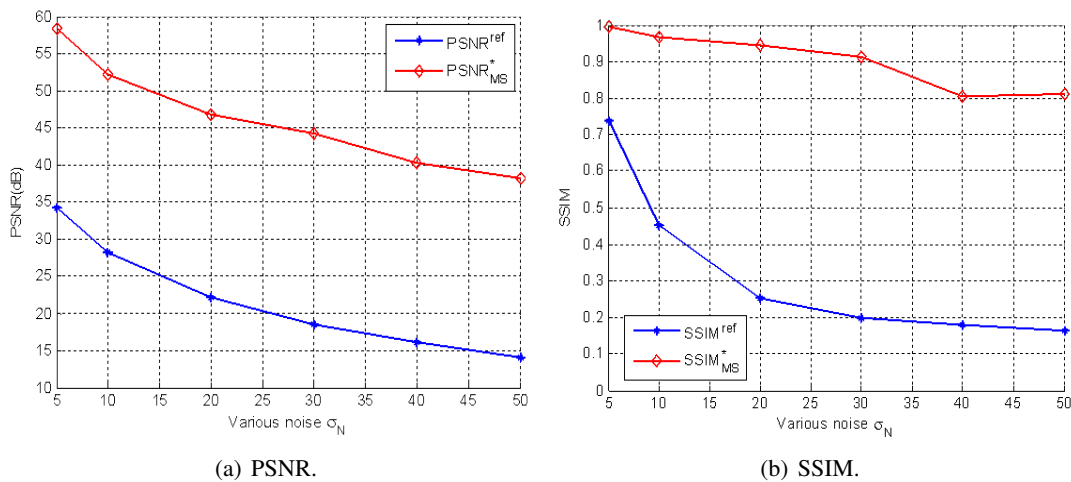 60
55
50
45
40
35
30
25
20
15
10
PSNR(dB)
PSNR^ref
PSNR*_MS
5 10 15 20 25 30 35 40 45 50
Various noise σ_N
(a) PSNR.
1
0.9
0.8
0.7
0.6
0.5
0.4
0.3
0.2
0.1
0
SSIM
SSIM^ref
SSIM*_MS
5 10 15 20 25 30 35 40 45 50
Various noise σ_N
(b) SSIM.